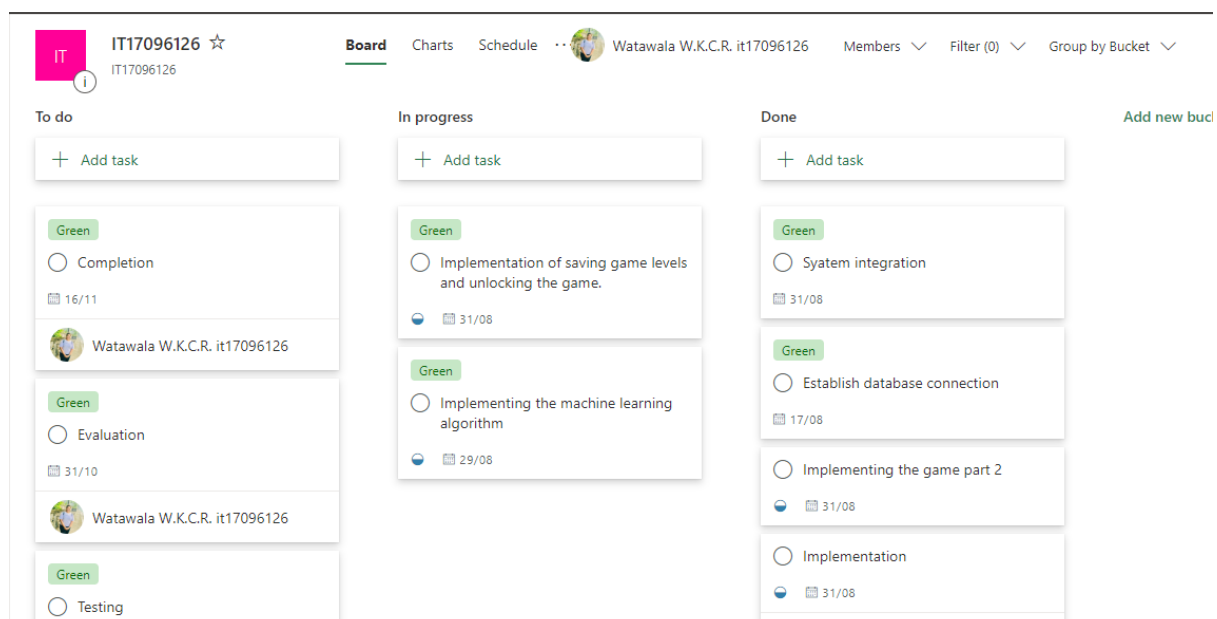 IT
IT17096126
IT17096126
i
Board Charts Schedule ··· Watawala W.K.C.R. it17096126 Members Filter (0) Group by Bucket
To do
Add task
Green
Completion
16/11
Watawala W.K.C.R. it17096126
Green
Evaluation
31/10
Watawala W.K.C.R. it17096126
Green
Testing
In progress
Add task
Green
Implementation of saving game levels
and unlocking the game.
31/08
Green
Implementing the machine learning
algorithm
29/08
Done
Add task
Green
System integration
31/08
Green
Establish database connection
17/08
Implementing the game part 2
31/08
Implementation
31/08
Add new buc